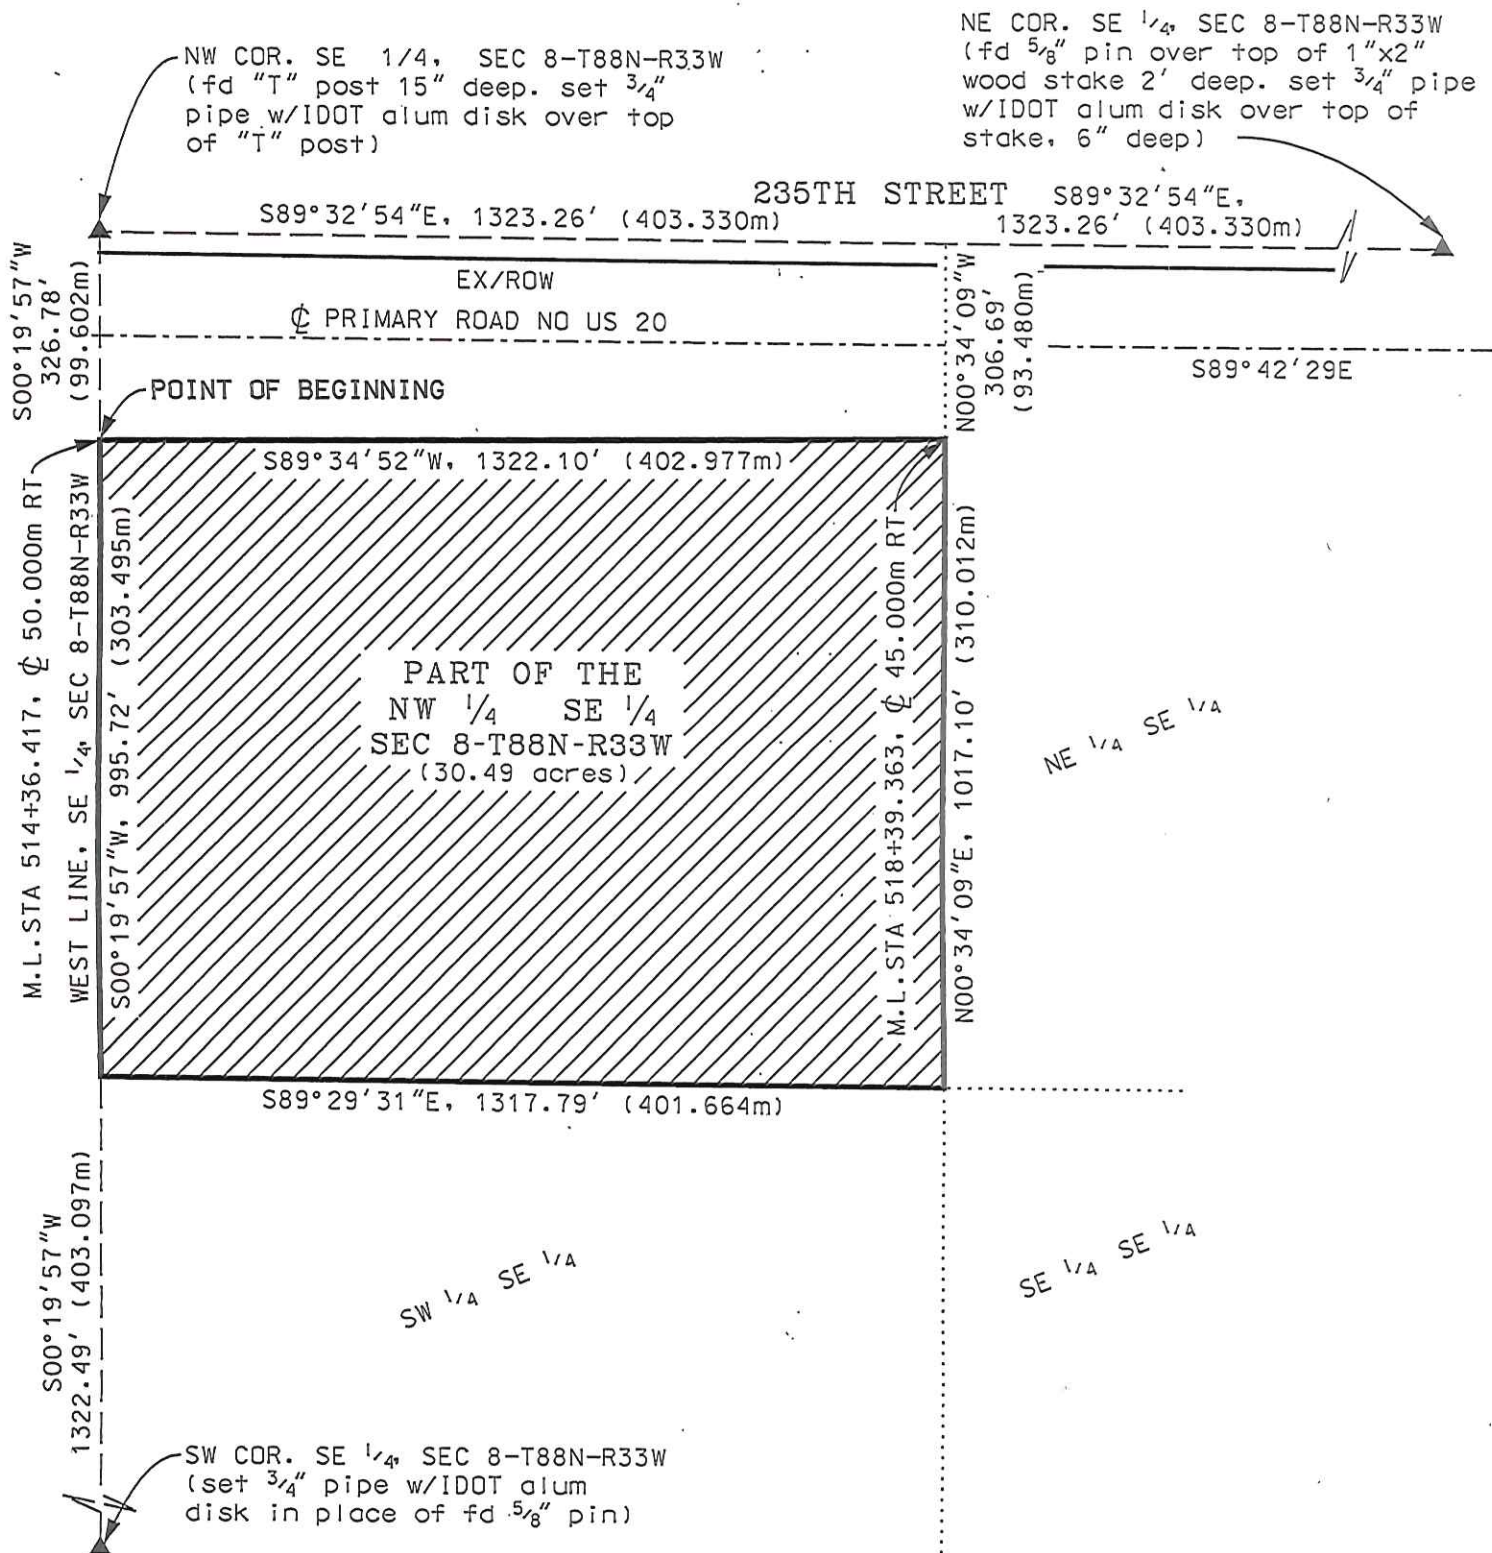 NW COR. SE 1/4, SEC 8-T88N-R33W
(fd "T" post 15" deep. set 3/4"
pipe w/IDOT alum disk over top
of "T" post)
NE COR. SE 1/4, SEC 8-T88N-R33W
(fd 5/8" pin over top of 1"x2"
wood stake 2' deep. set 3/4" pipe
w/IDOT alum disk over top of
stake, 6" deep)
235TH STREET
S89°32'54"E, 1323.26' (403.330m)
S89°32'54"E,
1323.26' (403.330m)
S00°19'57"W
326.78'
(99.602m)
EX/ROW
℄ PRIMARY ROAD NO US 20
N00°34'09"W
306.69'
(93.480m)
S89°42'29E
POINT OF BEGINNING
M.L.STA 514+36.417, ℄ 50.000m RT
WEST LINE, SE 1/4, SEC 8-T88N-R33W
S00°19'57"W, 995.72' (303.495m)
S89°34'52"W, 1322.10' (402.977m)
PART OF THE
NW 1/4 SE 1/4
SEC 8-T88N-R33W
(30.49 acres)
M.L.STA 518+39.363, ℄ 45.000m RT
N00°34'09"E, 1017.10' (310.012m)
NE 1/4 SE 1/4
S89°29'31"E, 1317.79' (401.664m)
S00°19'57"W
1322.49' (403.097m)
SW 1/4 SE 1/4
SE 1/4 SE 1/4
SW COR. SE 1/4, SEC 8-T88N-R33W
(set 3/4" pipe w/IDOT alum
disk in place of fd 5/8" pin)